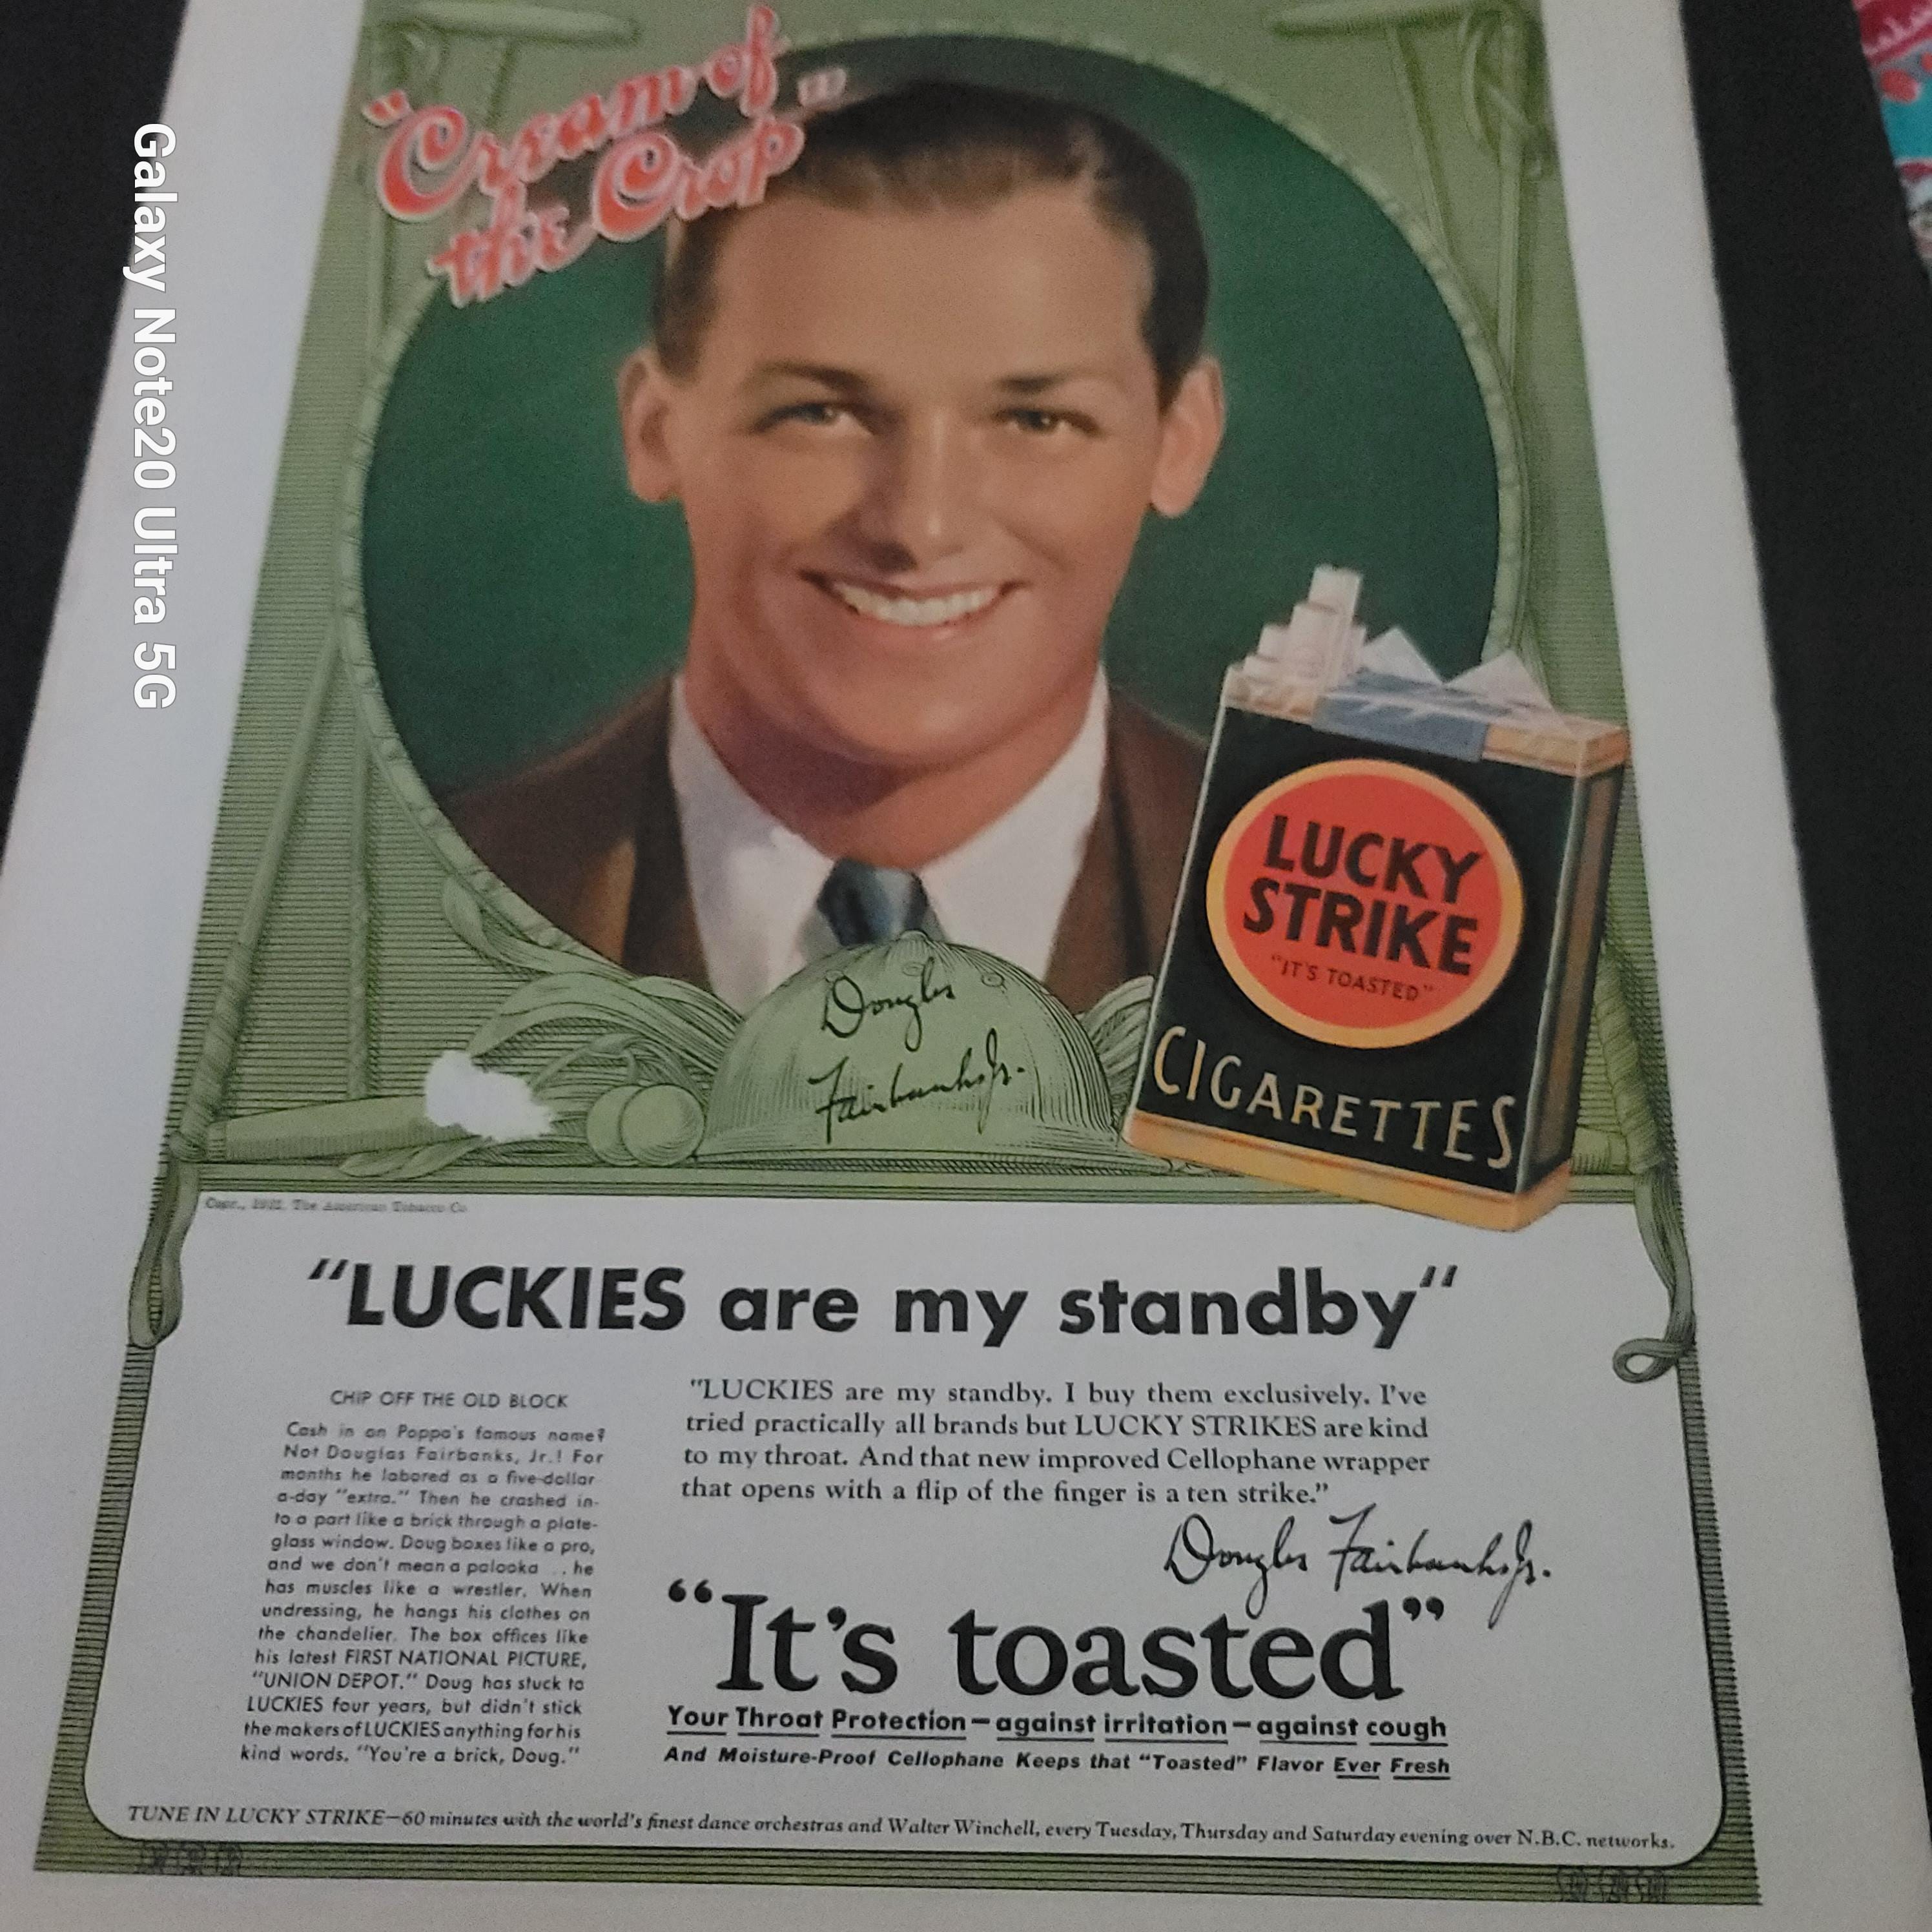 "Cream of
the Crop"
Galaxy Note20 Ultra 5G
LUCKY
STRIKE
"IT'S TOASTED"
CIGARETTES
Douglas
Fairbanks Jr.
Copr., 1932, The American Tobacco Co.
"LUCKIES are my standby"
CHIP OFF THE OLD BLOCK
Cash in on Poppa's famous name?
Not Douglas Fairbanks, Jr.! For
months he labored as a five-dollar-
a-day "extra." Then he crashed in-
to a part like a brick through a plate-
glass window. Doug boxes like a pro,
and we don't mean a palooka . . he
has muscles like a wrestler. When
undressing, he hangs his clothes on
the chandelier. The box offices like
his latest FIRST NATIONAL PICTURE,
"UNION DEPOT." Doug has stuck to
LUCKIES four years, but didn't stick
the makers of LUCKIES anything for his
kind words. "You're a brick, Doug."
"LUCKIES are my standby. I buy them exclusively. I've
tried practically all brands but LUCKY STRIKES are kind
to my throat. And that new improved Cellophane wrapper
that opens with a flip of the finger is a ten strike."
Douglas Fairbanks Jr.
"It's toasted"
Your Throat Protection—against irritation—against cough
And Moisture-Proof Cellophane Keeps that "Toasted" Flavor Ever Fresh
TUNE IN LUCKY STRIKE—60 minutes with the world's finest dance orchestras and Walter Winchell, every Tuesday, Thursday and Saturday evening over N.B.C. networks.